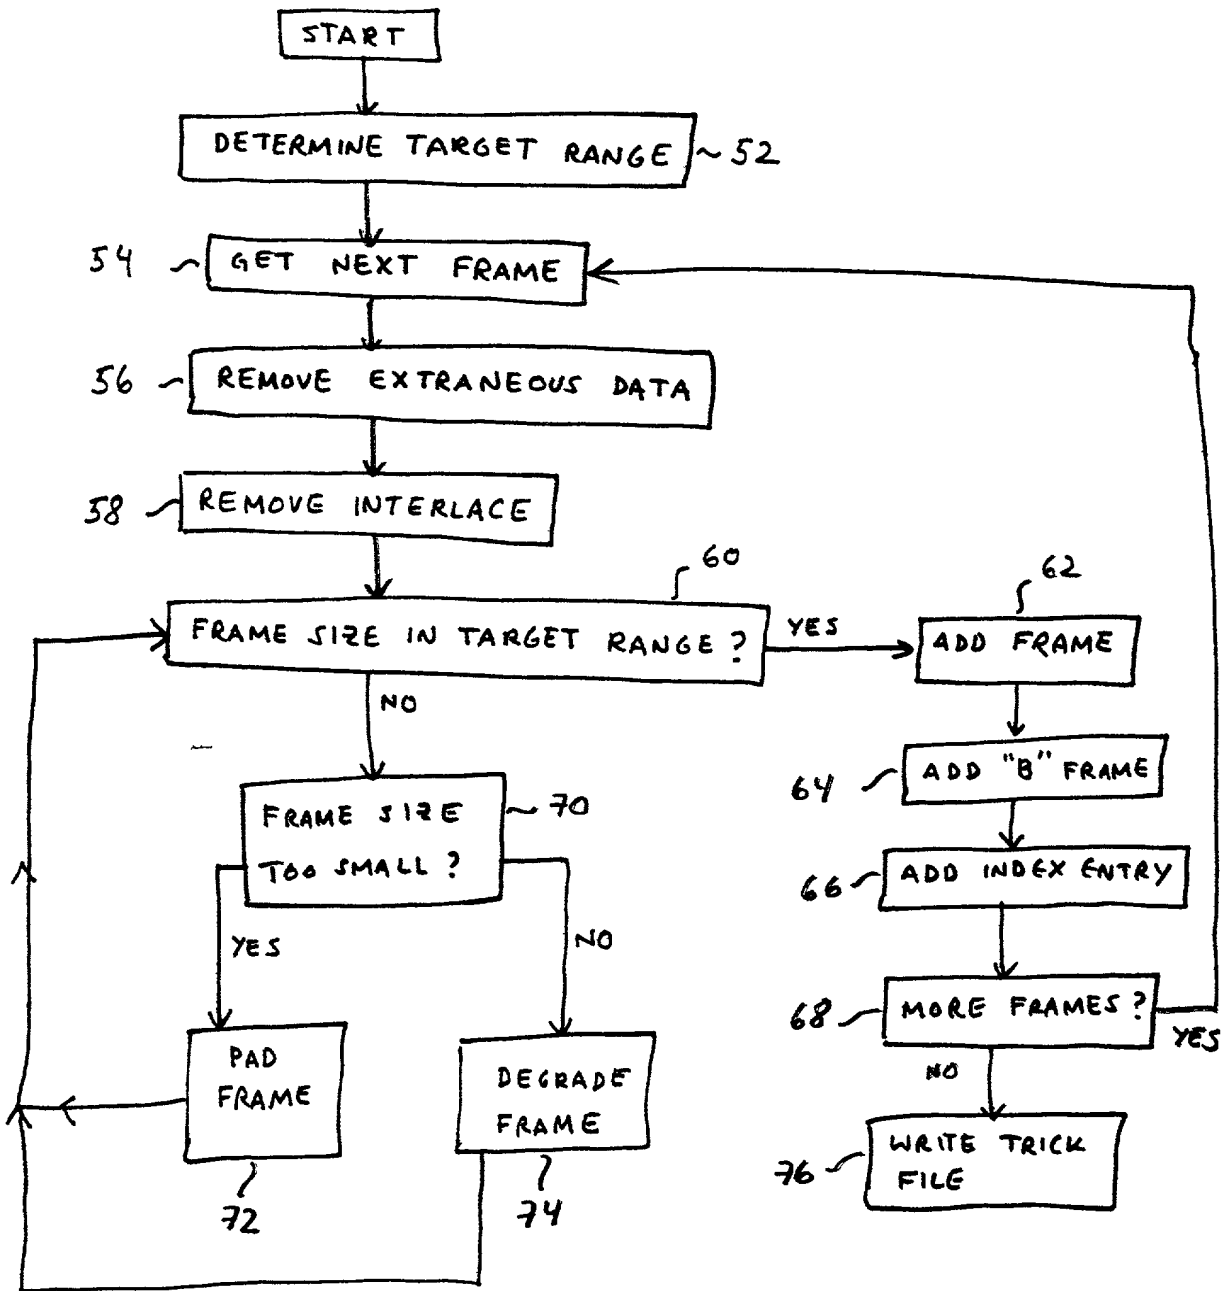 START
DETERMINE TARGET RANGE 52
54 GET NEXT FRAME
56 REMOVE EXTRANEOUS DATA
58 REMOVE INTERLACE
60
62
FRAME SIZE IN TARGET RANGE ?
YES
ADD FRAME
NO
64 ADD "B" FRAME
FRAME SIZE
TOO SMALL ?
70
66 ADD INDEX ENTRY
YES
NO
68 MORE FRAMES ?
YES
NO
PAD
FRAME
72
DEGRADE
FRAME
74
76 WRITE TRICK
FILE